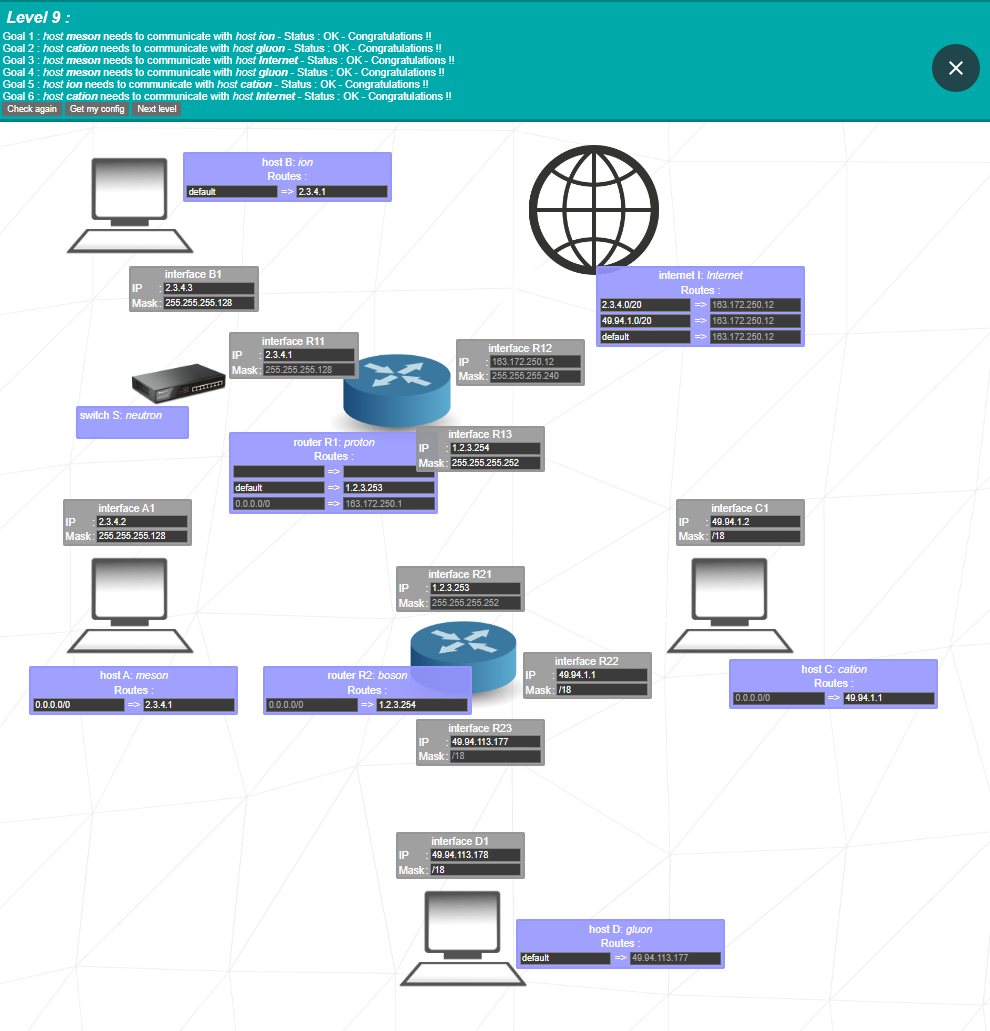 Level 9 :
Goal 1 : host meson needs to communicate with host ion - Status : OK - Congratulations !!
Goal 2 : host cation needs to communicate with host gluon - Status : OK - Congratulations !!
Goal 3 : host meson needs to communicate with host Internet - Status : OK - Congratulations !!
Goal 4 : host meson needs to communicate with host gluon - Status : OK - Congratulations !!
Goal 5 : host ion needs to communicate with host cation - Status : OK - Congratulations !!
Goal 6 : host cation needs to communicate with host Internet - Status : OK - Congratulations !!
Check again Get my config Next level
host B: ion
Routes :
default => 2.3.4.1
interface B1
IP : 2.3.4.3
Mask : 255.255.255.128
internet I: Internet
Routes :
2.3.4.0/20 => 163.172.250.12
49.94.1.0/20 => 163.172.250.12
default => 163.172.250.12
interface R11
IP : 2.3.4.1
Mask : 255.255.255.128
interface R12
IP : 163.172.250.12
Mask : 255.255.255.240
switch S: neutron
router R1: proton
Routes :
=>
default => 1.2.3.253
0.0.0.0/0 => 163.172.250.1
interface R13
IP : 1.2.3.254
Mask : 255.255.255.252
interface A1
IP : 2.3.4.2
Mask : 255.255.255.128
interface C1
IP : 49.94.1.2
Mask : /18
interface R21
IP : 1.2.3.253
Mask : 255.255.255.252
host A: meson
Routes :
0.0.0.0/0 => 2.3.4.1
router R2: boson
Routes :
0.0.0.0/0 => 1.2.3.254
interface R22
IP : 49.94.1.1
Mask : /18
host C: cation
Routes :
0.0.0.0/0 => 49.94.1.1
interface R23
IP : 49.94.113.177
Mask : /18
interface D1
IP : 49.94.113.178
Mask : /18
host D: gluon
Routes :
default => 49.94.113.177